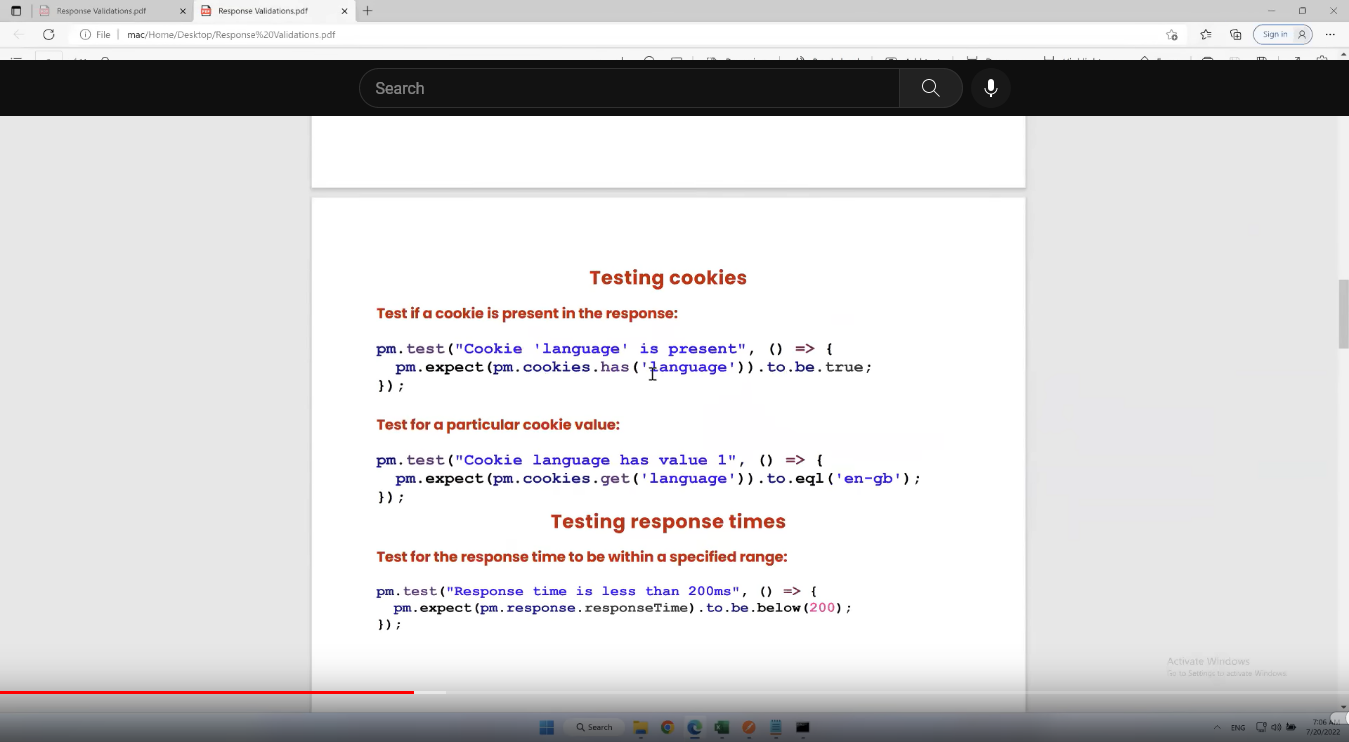 Response Validations.pdf
Response Validations.pdf
File
mac/Home/Desktop/Response%20Validations.pdf
Sign in
Search
Testing cookies
Test if a cookie is present in the response:
pm.test("Cookie 'language' is present", () => {
pm.expect(pm.cookies.has('language')).to.be.true;
});
Test for a particular cookie value:
pm.test("Cookie language has value 1", () => {
pm.expect(pm.cookies.get('language')).to.eql('en-gb');
});
Testing response times
Test for the response time to be within a specified range:
pm.test("Response time is less than 200ms", () => {
pm.expect(pm.response.responseTime).to.be.below(200);
});
Activate Windows
Go to Settings to activate Windows.
Search
ENG
7:06 AM
7/20/2022